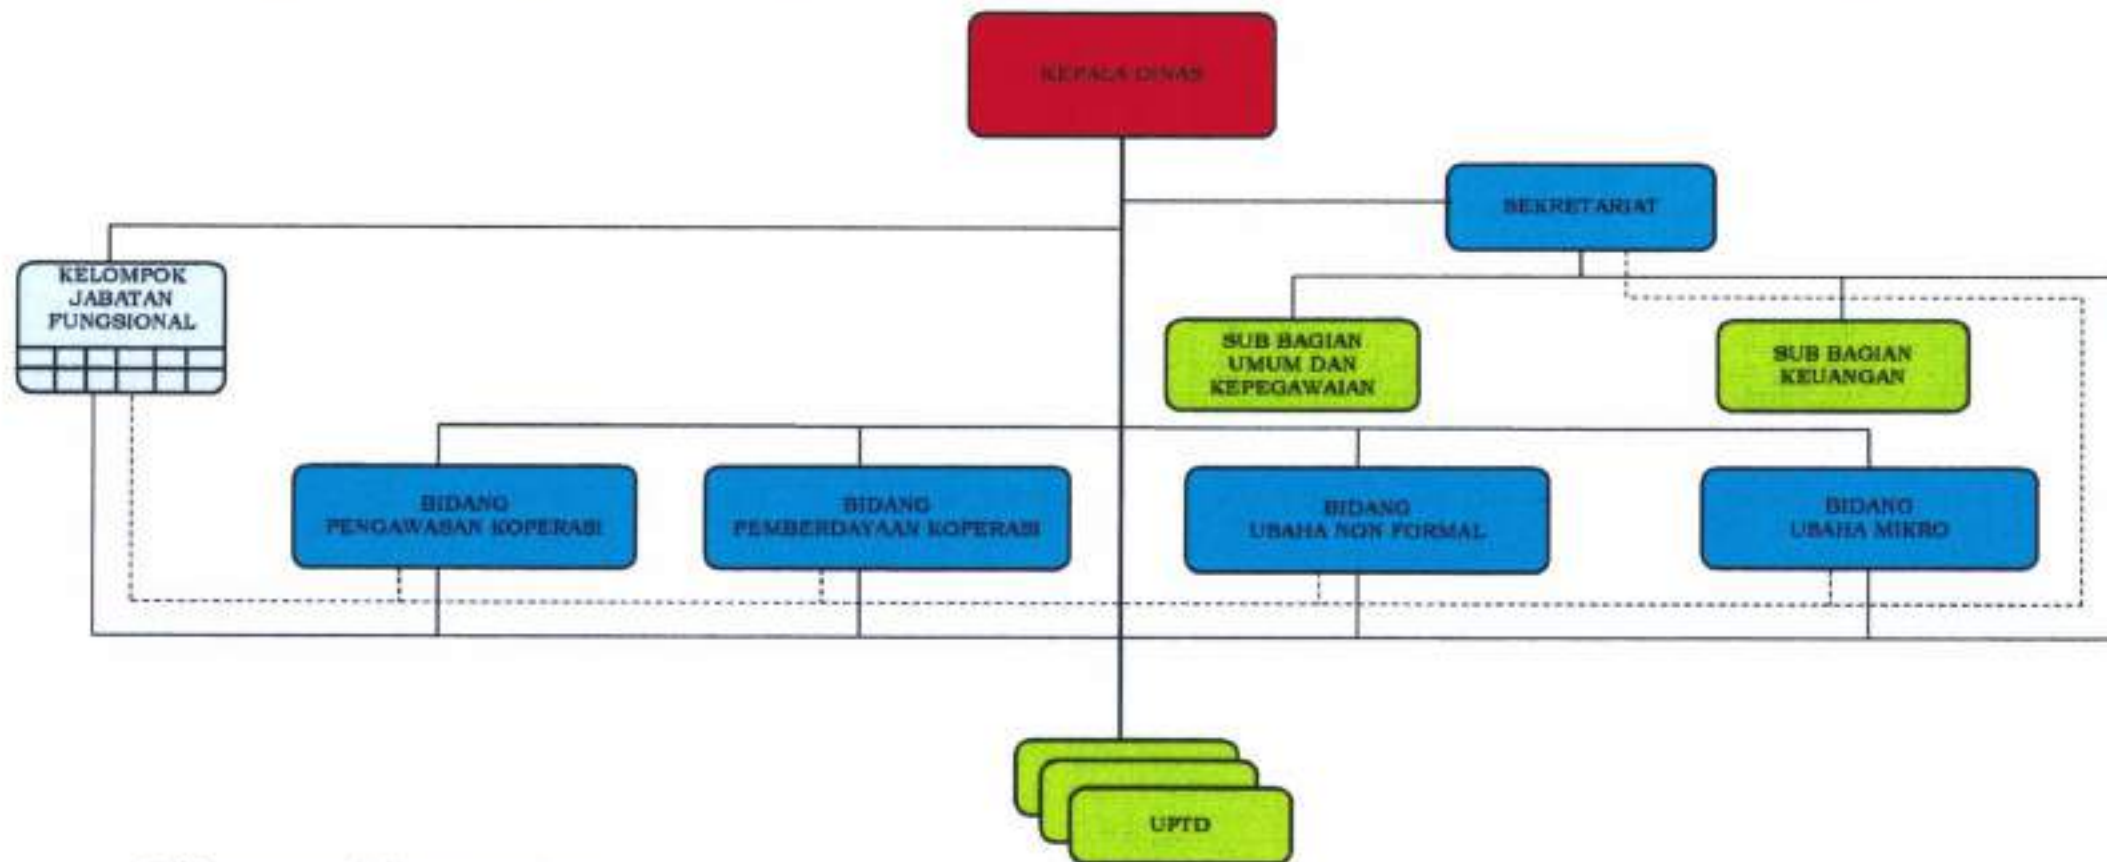 KEPALA DINAS
SEKRETARIAT
KELOMPOK
JABATAN
FUNGSIONAL
SUB BAGIAN
UMUM DAN
KEPEGAWAIAN
SUB BAGIAN
KEUANGAN
BIDANG
PENGAWASAN KOPERASI
BIDANG
PEMBERDAYAAN KOPERASI
BIDANG
USAHA NON FORMAL
BIDANG
USAHA MIKRO
UPTD